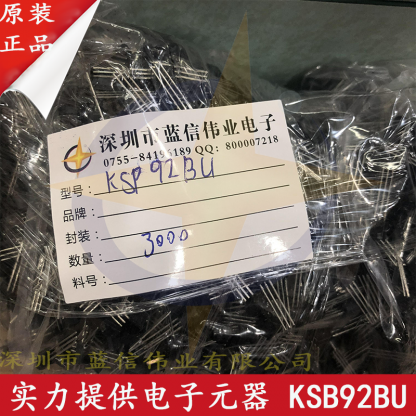 原装
正品
深圳市蓝信伟业电子
0755-84196189 QQ: 800007218
型号: KSP92BU
品牌:
封装:
数量: 3000
料号:
深圳市蓝信伟业有限公司
实力提供电子元器 KSB92BU